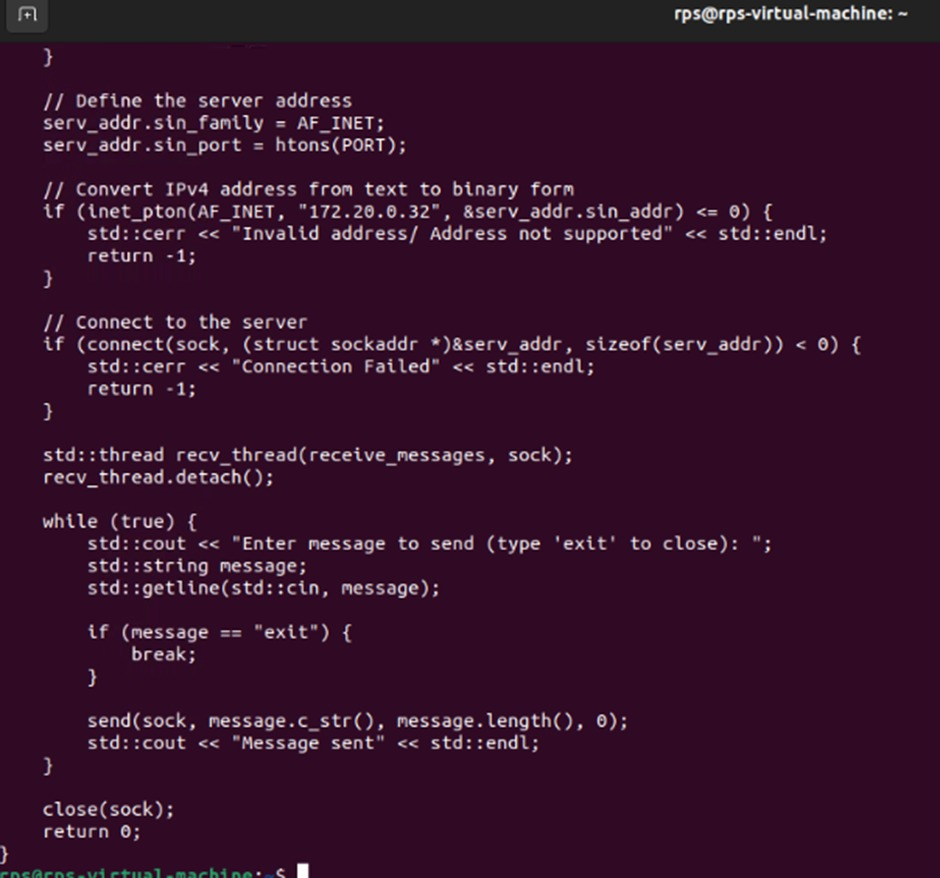 rps@rps-virtual-machine: ~
}
// Define the server address
serv_addr.sin_family = AF_INET;
serv_addr.sin_port = htons(PORT);
// Convert IPv4 address from text to binary form
if (inet_pton(AF_INET, "172.20.0.32", &serv_addr.sin_addr) <= 0) {
std::cerr << "Invalid address/ Address not supported" << std::endl;
return -1;
}
// Connect to the server
if (connect(sock, (struct sockaddr *)&serv_addr, sizeof(serv_addr)) < 0) {
std::cerr << "Connection Failed" << std::endl;
return -1;
}
std::thread recv_thread(receive_messages, sock);
recv_thread.detach();
while (true) {
std::cout << "Enter message to send (type 'exit' to close): ";
std::string message;
std::getline(std::cin, message);
if (message == "exit") {
break;
}
send(sock, message.c_str(), message.length(), 0);
std::cout << "Message sent" << std::endl;
}
close(sock);
return 0;
}
rps@rps-virtual-machine:~$